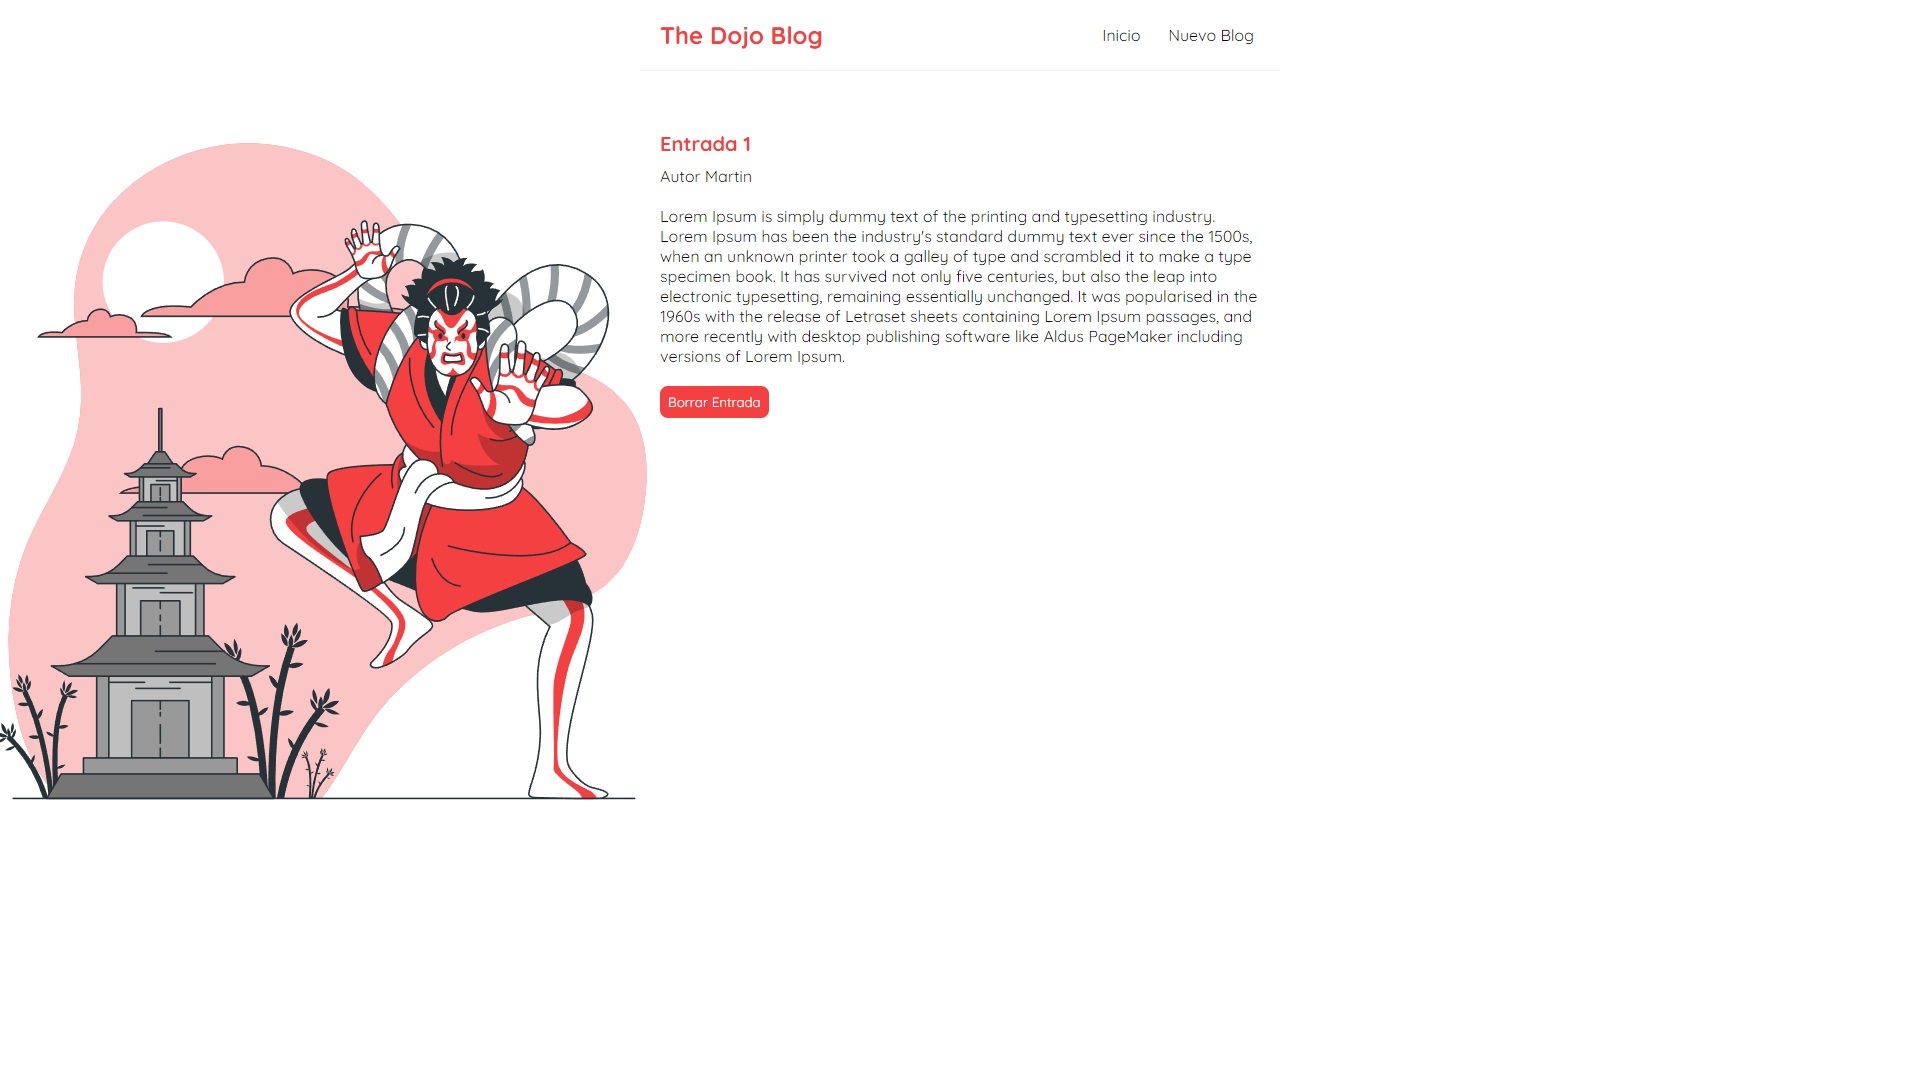 The Dojo Blog
Inicio
Nuevo Blog
Entrada 1
Autor Martin
Lorem Ipsum is simply dummy text of the printing and typesetting industry.
Lorem Ipsum has been the industry's standard dummy text ever since the 1500s,
when an unknown printer took a galley of type and scrambled it to make a type
specimen book. It has survived not only five centuries, but also the leap into
electronic typesetting, remaining essentially unchanged. It was popularised in the
1960s with the release of Letraset sheets containing Lorem Ipsum passages, and
more recently with desktop publishing software like Aldus PageMaker including
versions of Lorem Ipsum.
Borrar Entrada